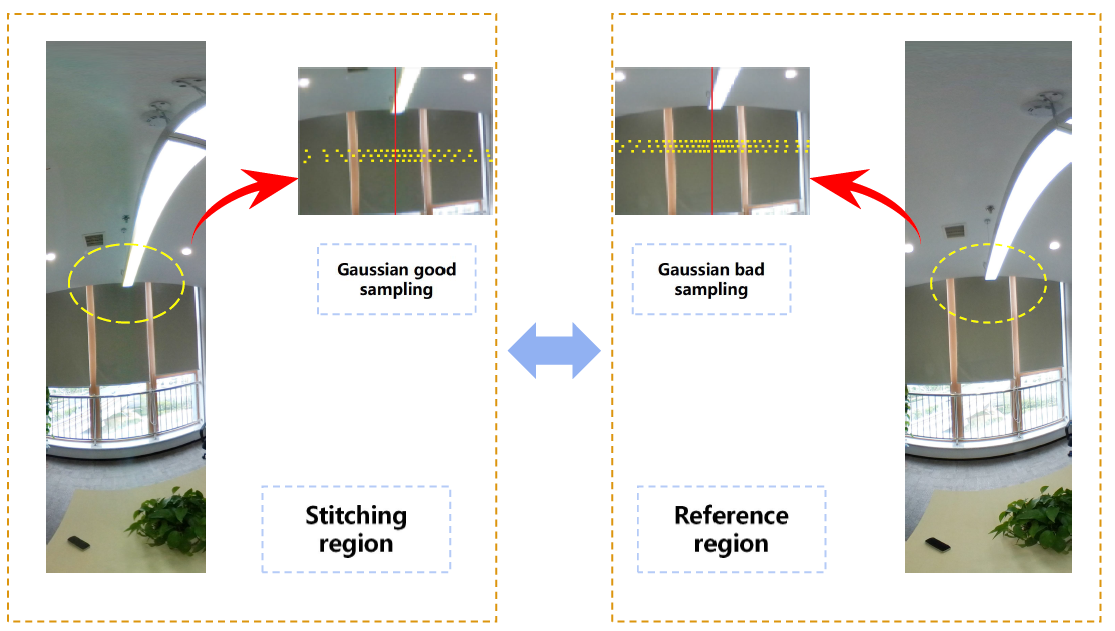 Gaussian good
sampling
Gaussian bad
sampling
Stitching
region
Reference
region